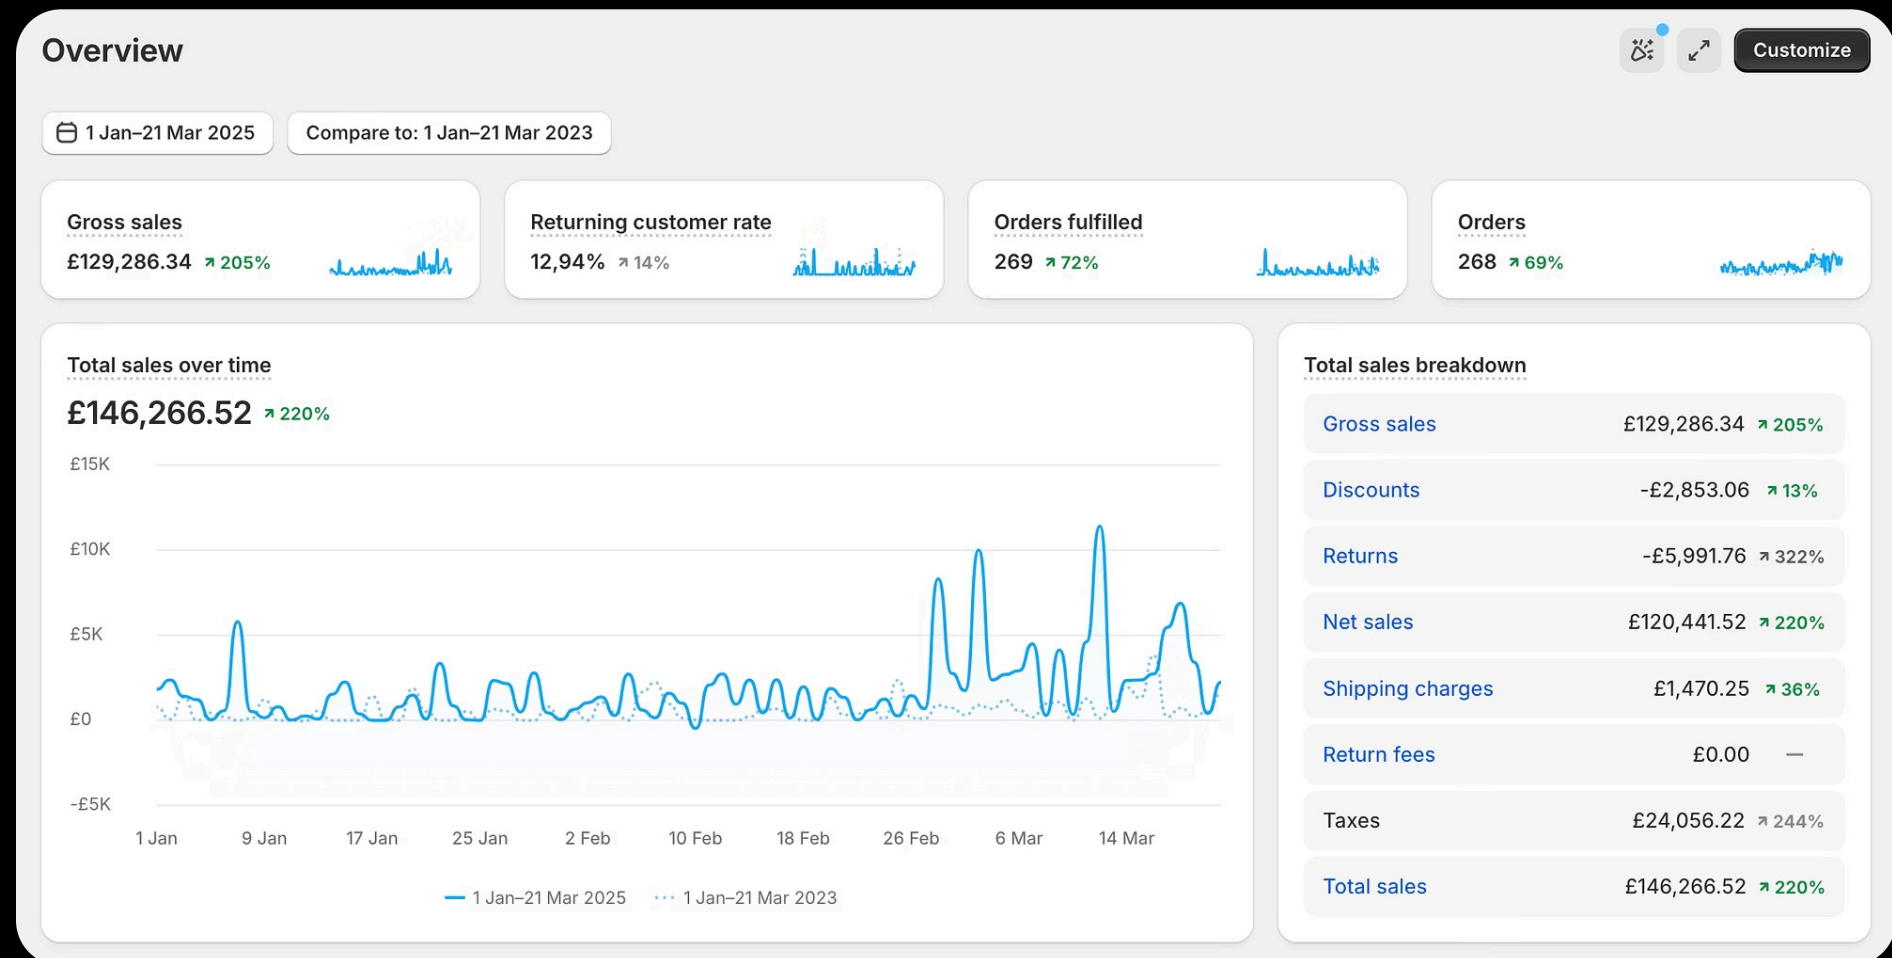 Overview
Customize
1 Jan–21 Mar 2025
Compare to: 1 Jan–21 Mar 2023
Gross sales
£129,286.34 205%
Returning customer rate
12,94% 14%
Orders fulfilled
269 72%
Orders
268 69%
Total sales over time
£146,266.52 220%
£15K
£10K
£5K
£0
-£5K
1 Jan 9 Jan 17 Jan 25 Jan 2 Feb 10 Feb 18 Feb 26 Feb 6 Mar 14 Mar
1 Jan–21 Mar 2025 1 Jan–21 Mar 2023
Total sales breakdown
Gross sales £129,286.34 205%
Discounts -£2,853.06 13%
Returns -£5,991.76 322%
Net sales £120,441.52 220%
Shipping charges £1,470.25 36%
Return fees £0.00 —
Taxes £24,056.22 244%
Total sales £146,266.52 220%